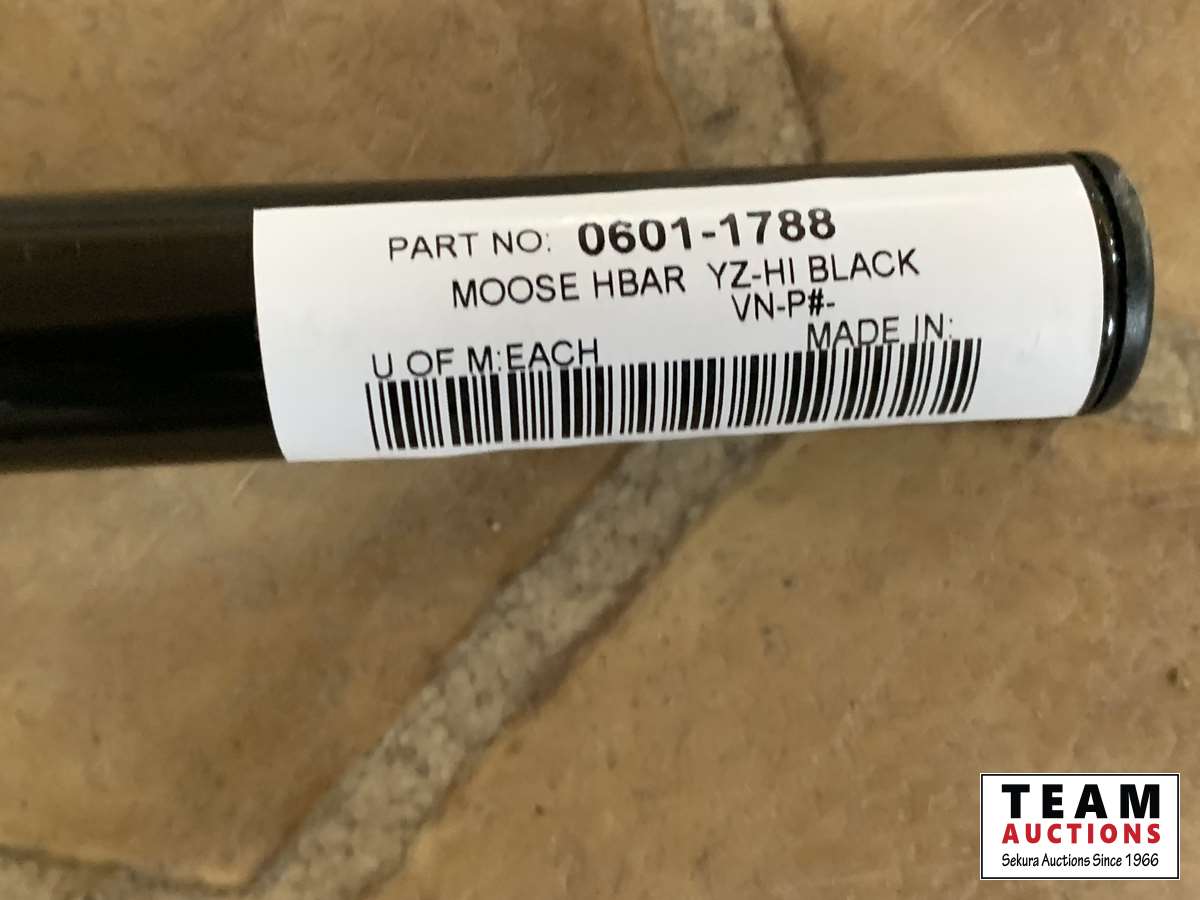 PART NO: 0601-1788
MOOSE HBAR YZ-HI BLACK
VN-P#-
U OF M:EACH MADE IN:
TEAM
AUCTIONS
Sekura Auctions Since 1966